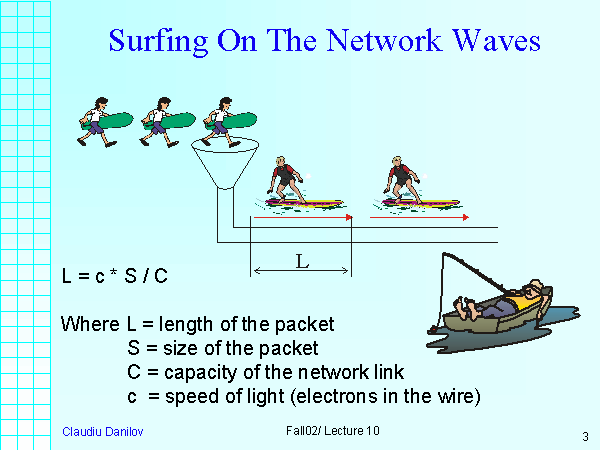 Surfing On The Network Waves
L
L = c * S / C
Where L = length of the packet
S = size of the packet
C = capacity of the network link
c = speed of light (electrons in the wire)
Claudiu Danilov
Fall02/ Lecture 10
3